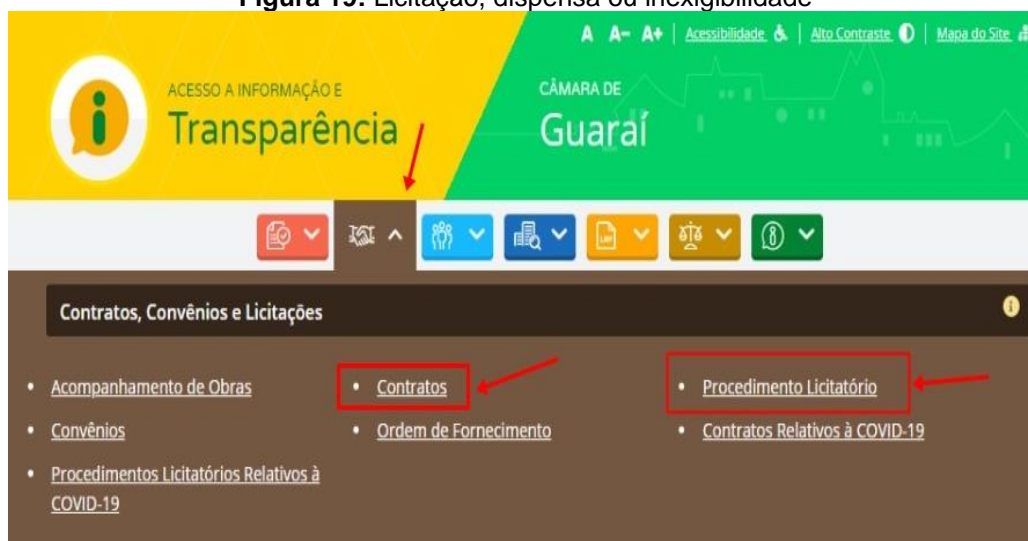 Figura 19: Licitação, dispensa ou inexigibilidade
A A- A+ | Acessibilidade | Alto Contraste | Mapa do Site
ACESSO A INFORMAÇÃO E
Transparência
CÂMARA DE
Guaraí
Contratos, Convênios e Licitações
• Acompanhamento de Obras
• Contratos
• Procedimento Licitatório
• Convênios
• Ordem de Fornecimento
• Contratos Relativos à COVID-19
• Procedimentos Licitatórios Relativos à
COVID-19